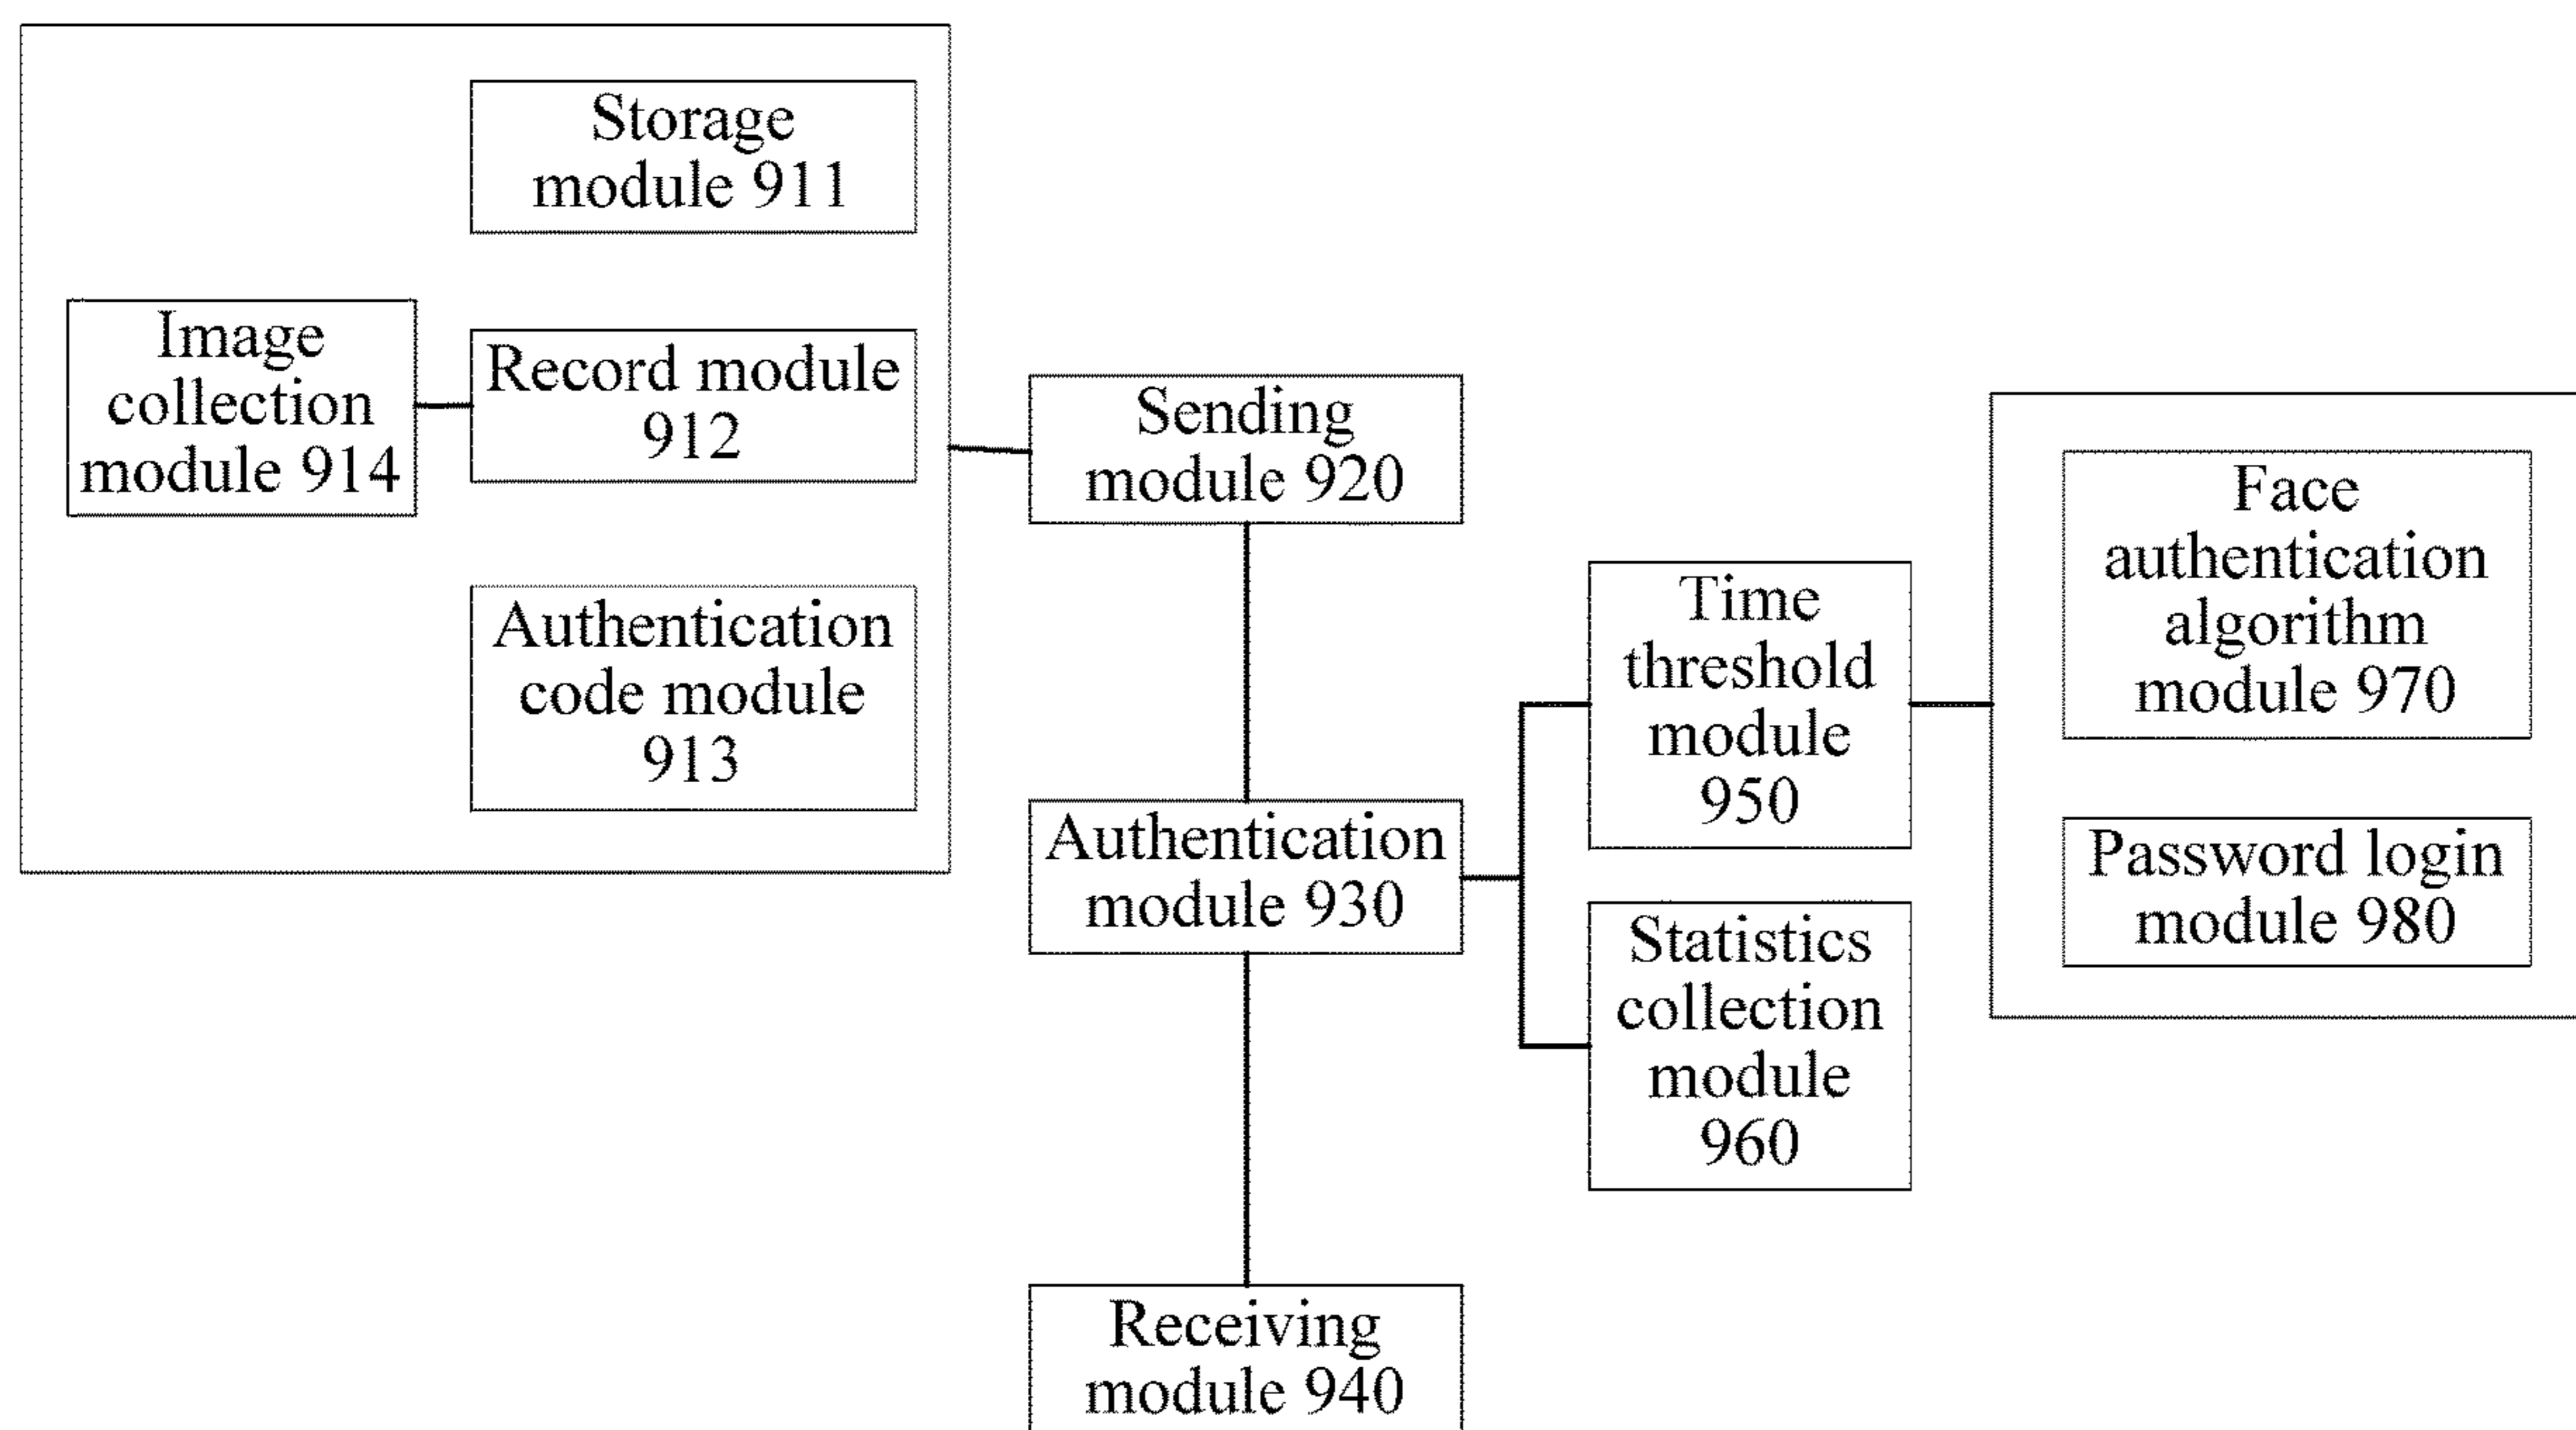 Storage
module 911
Image
collection
module 914
Record module
912
Authentication
code module
913
Sending
module 920
Authentication
module 930
Receiving
module 940
Time
threshold
module
950
Statistics
collection
module
960
Face
authentication
algorithm
module 970
Password login
module 980